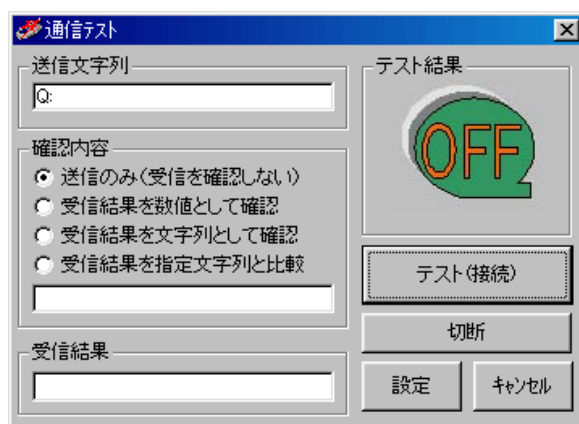 通信テスト
送信文字列
Q:
確認内容
送信のみ(受信を確認しない)
受信結果を数値として確認
受信結果を文字列として確認
受信結果を指定文字列と比較
受信結果
テスト結果
OFF
テスト(接続)
切断
設定
キャンセル